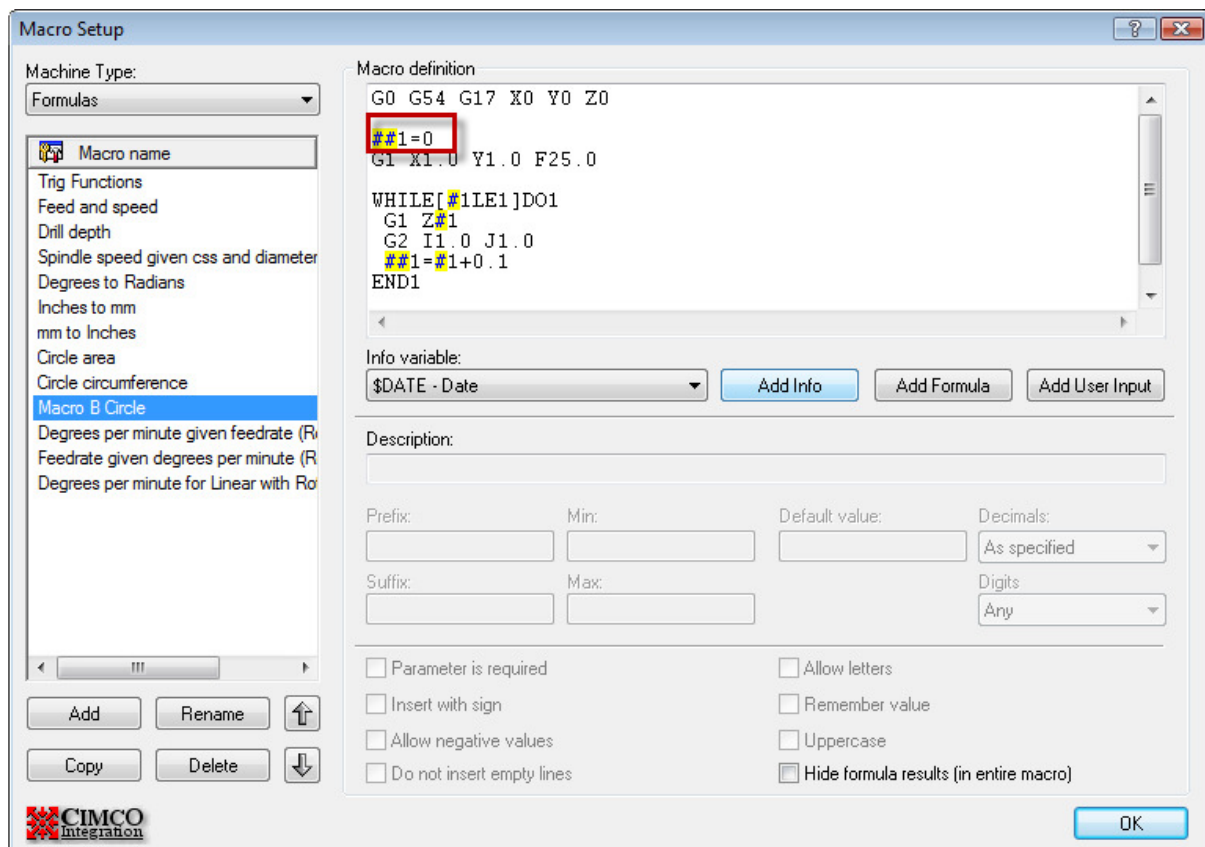 Macro Setup
Machine Type:
Formulas
Macro name
Trig Functions
Feed and speed
Drill depth
Spindle speed given css and diameter
Degrees to Radians
Inches to mm
mm to Inches
Circle area
Circle circumference
Macro B Circle
Degrees per minute given feedrate (R
Feedrate given degrees per minute (R
Degrees per minute for Linear with Ro
Add
Rename
Copy
Delete
CIMCO
Integration
Macro definition
G0 G54 G17 X0 Y0 Z0
##1=0
G1 X1.0 Y1.0 F25.0
WHILE[#1LE1]DO1
G1 Z#1
G2 I1.0 J1.0
##1=#1+0.1
END1
Info variable:
$DATE - Date
Add Info
Add Formula
Add User Input
Description:
Prefix:
Min:
Default value:
Decimals:
As specified
Suffix:
Max:
Digits
Any
Parameter is required
Allow letters
Insert with sign
Remember value
Allow negative values
Uppercase
Do not insert empty lines
Hide formula results (in entire macro)
OK